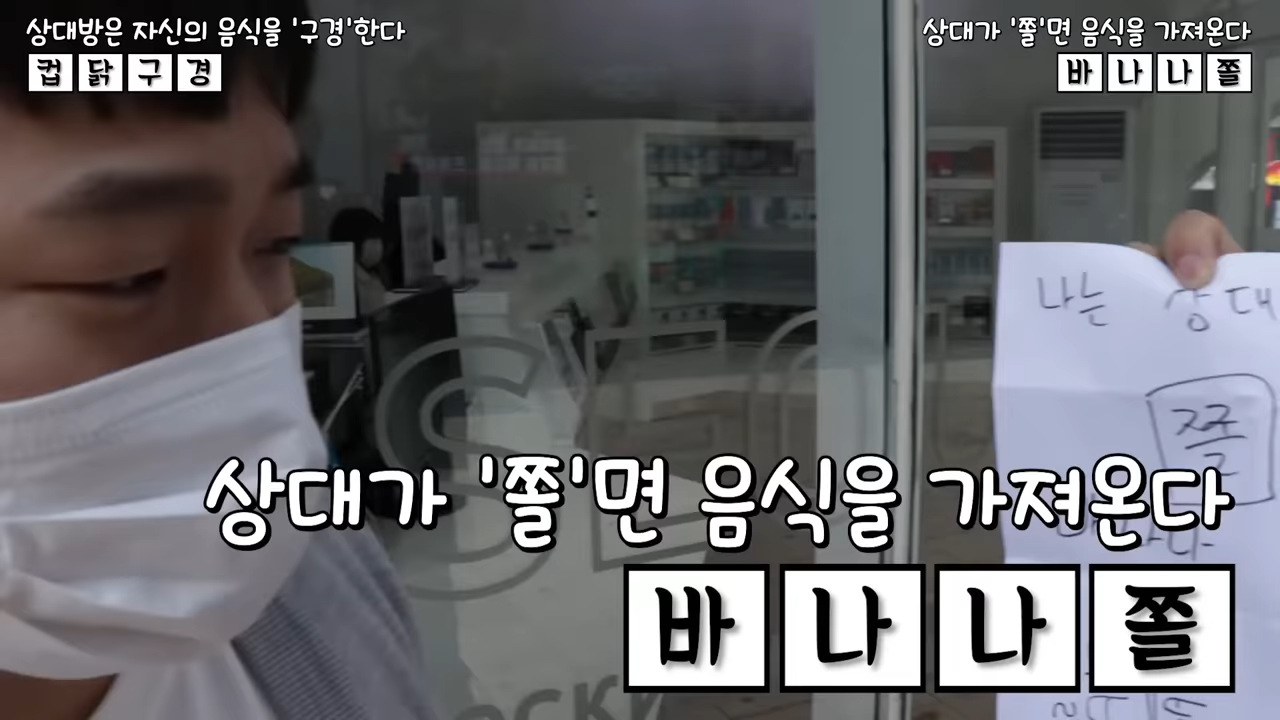 상대방은 자신의 음식을 '구경'한다
컵닭구경
상대가 '쫄'면 음식을 가져온다
바나나쫄
나는 상대
쫄
상대가 '쫄'면 음식을 가져온다
바나나쫄